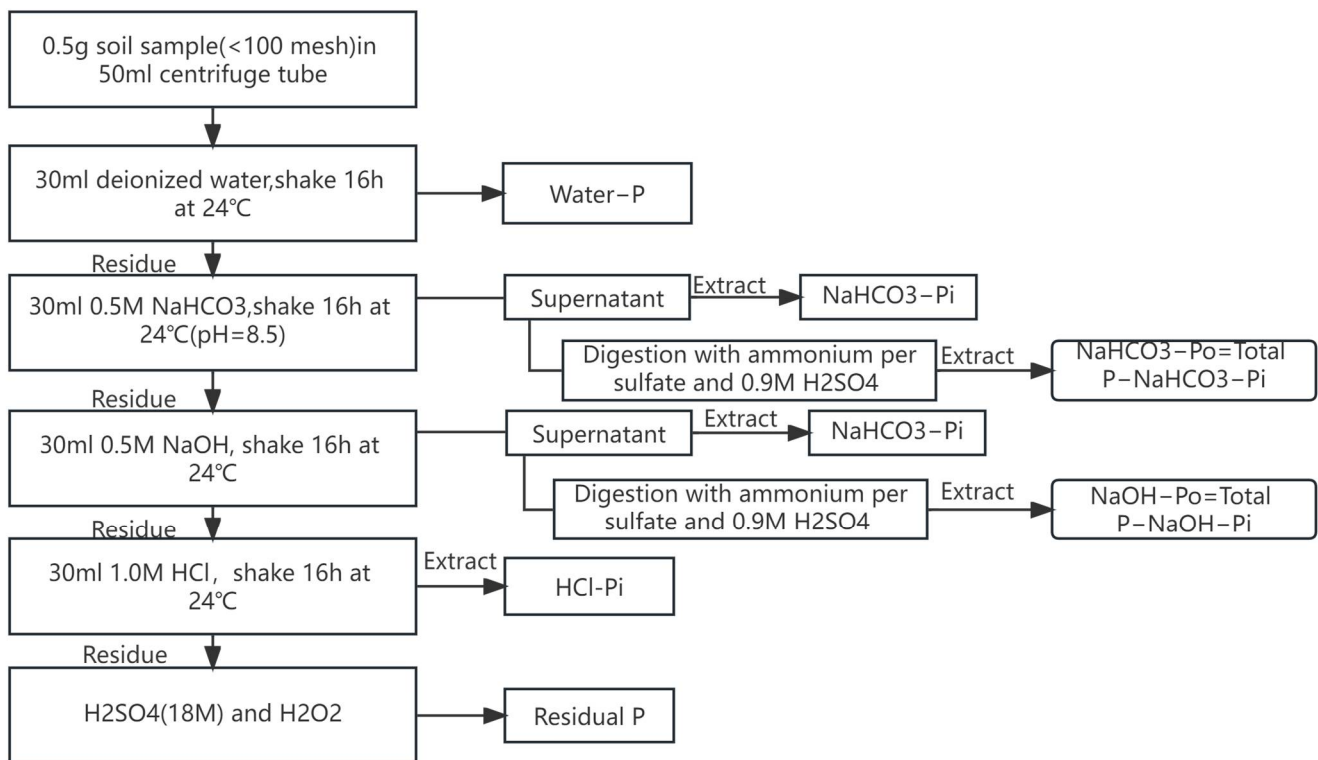 0.5g soil sample(<100 mesh)in
50ml centrifuge tube
30ml deionized water,shake 16h
at 24℃
Water–P
Residue
30ml 0.5M NaHCO3,shake 16h at
24℃(pH=8.5)
Supernatant
Extract
NaHCO3–Pi
Digestion with ammonium per
sulfate and 0.9M H2SO4
Extract
NaHCO3–Po=Total
P–NaHCO3–Pi
Residue
30ml 0.5M NaOH, shake 16h at
24℃
Supernatant
Extract
NaHCO3–Pi
Digestion with ammonium per
sulfate and 0.9M H2SO4
Extract
NaOH–Po=Total
P–NaOH–Pi
Residue
30ml 1.0M HCl，shake 16h at
24℃
Extract
HCl-Pi
Residue
H2SO4(18M) and H2O2
Residual P